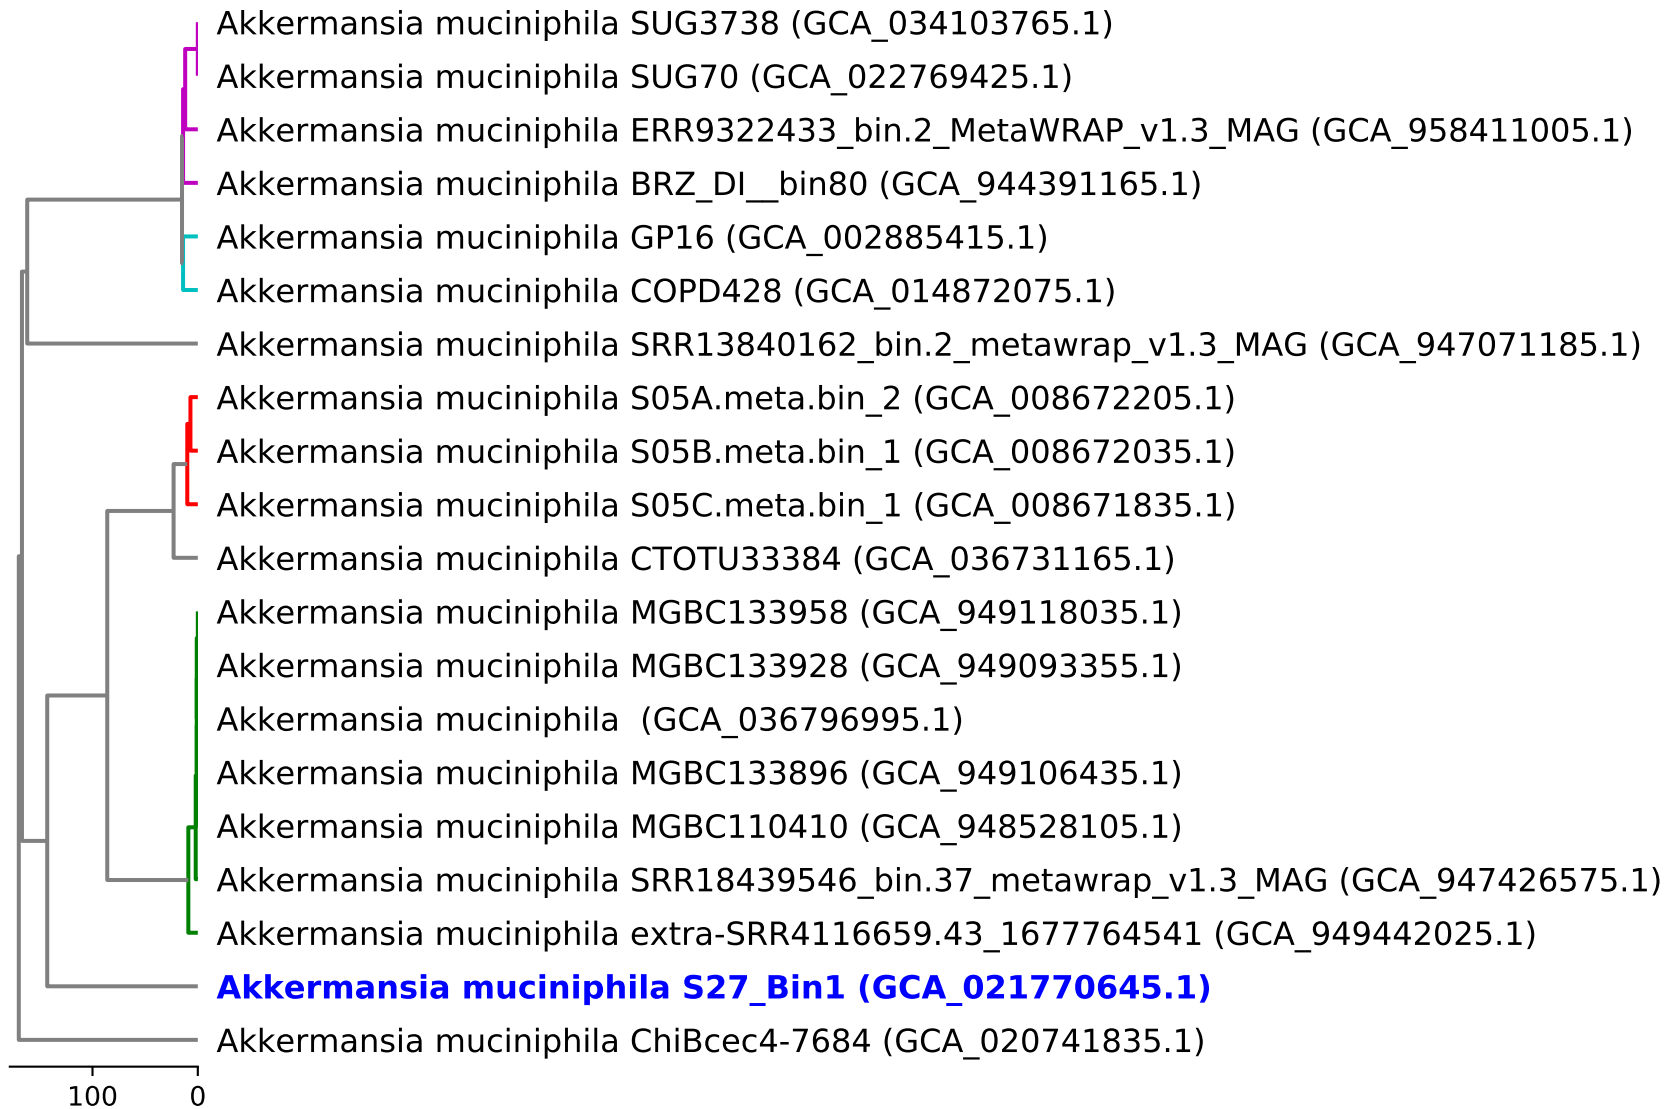 Akkermansia muciniphila SUG3738 (GCA_034103765.1)
Akkermansia muciniphila SUG70 (GCA_022769425.1)
Akkermansia muciniphila ERR9322433_bin.2_MetaWRAP_v1.3_MAG (GCA_958411005.1)
Akkermansia muciniphila BRZ_DI__bin80 (GCA_944391165.1)
Akkermansia muciniphila GP16 (GCA_002885415.1)
Akkermansia muciniphila COPD428 (GCA_014872075.1)
Akkermansia muciniphila SRR13840162_bin.2_metawrap_v1.3_MAG (GCA_947071185.1)
Akkermansia muciniphila S05A.meta.bin_2 (GCA_008672205.1)
Akkermansia muciniphila S05B.meta.bin_1 (GCA_008672035.1)
Akkermansia muciniphila S05C.meta.bin_1 (GCA_008671835.1)
Akkermansia muciniphila CTOTU33384 (GCA_036731165.1)
Akkermansia muciniphila MGBC133958 (GCA_949118035.1)
Akkermansia muciniphila MGBC133928 (GCA_949093355.1)
Akkermansia muciniphila  (GCA_036796995.1)
Akkermansia muciniphila MGBC133896 (GCA_949106435.1)
Akkermansia muciniphila MGBC110410 (GCA_948528105.1)
Akkermansia muciniphila SRR18439546_bin.37_metawrap_v1.3_MAG (GCA_947426575.1)
Akkermansia muciniphila extra-SRR4116659.43_1677764541 (GCA_949442025.1)
Akkermansia muciniphila S27_Bin1 (GCA_021770645.1)
Akkermansia muciniphila ChiBcec4-7684 (GCA_020741835.1)
100 0